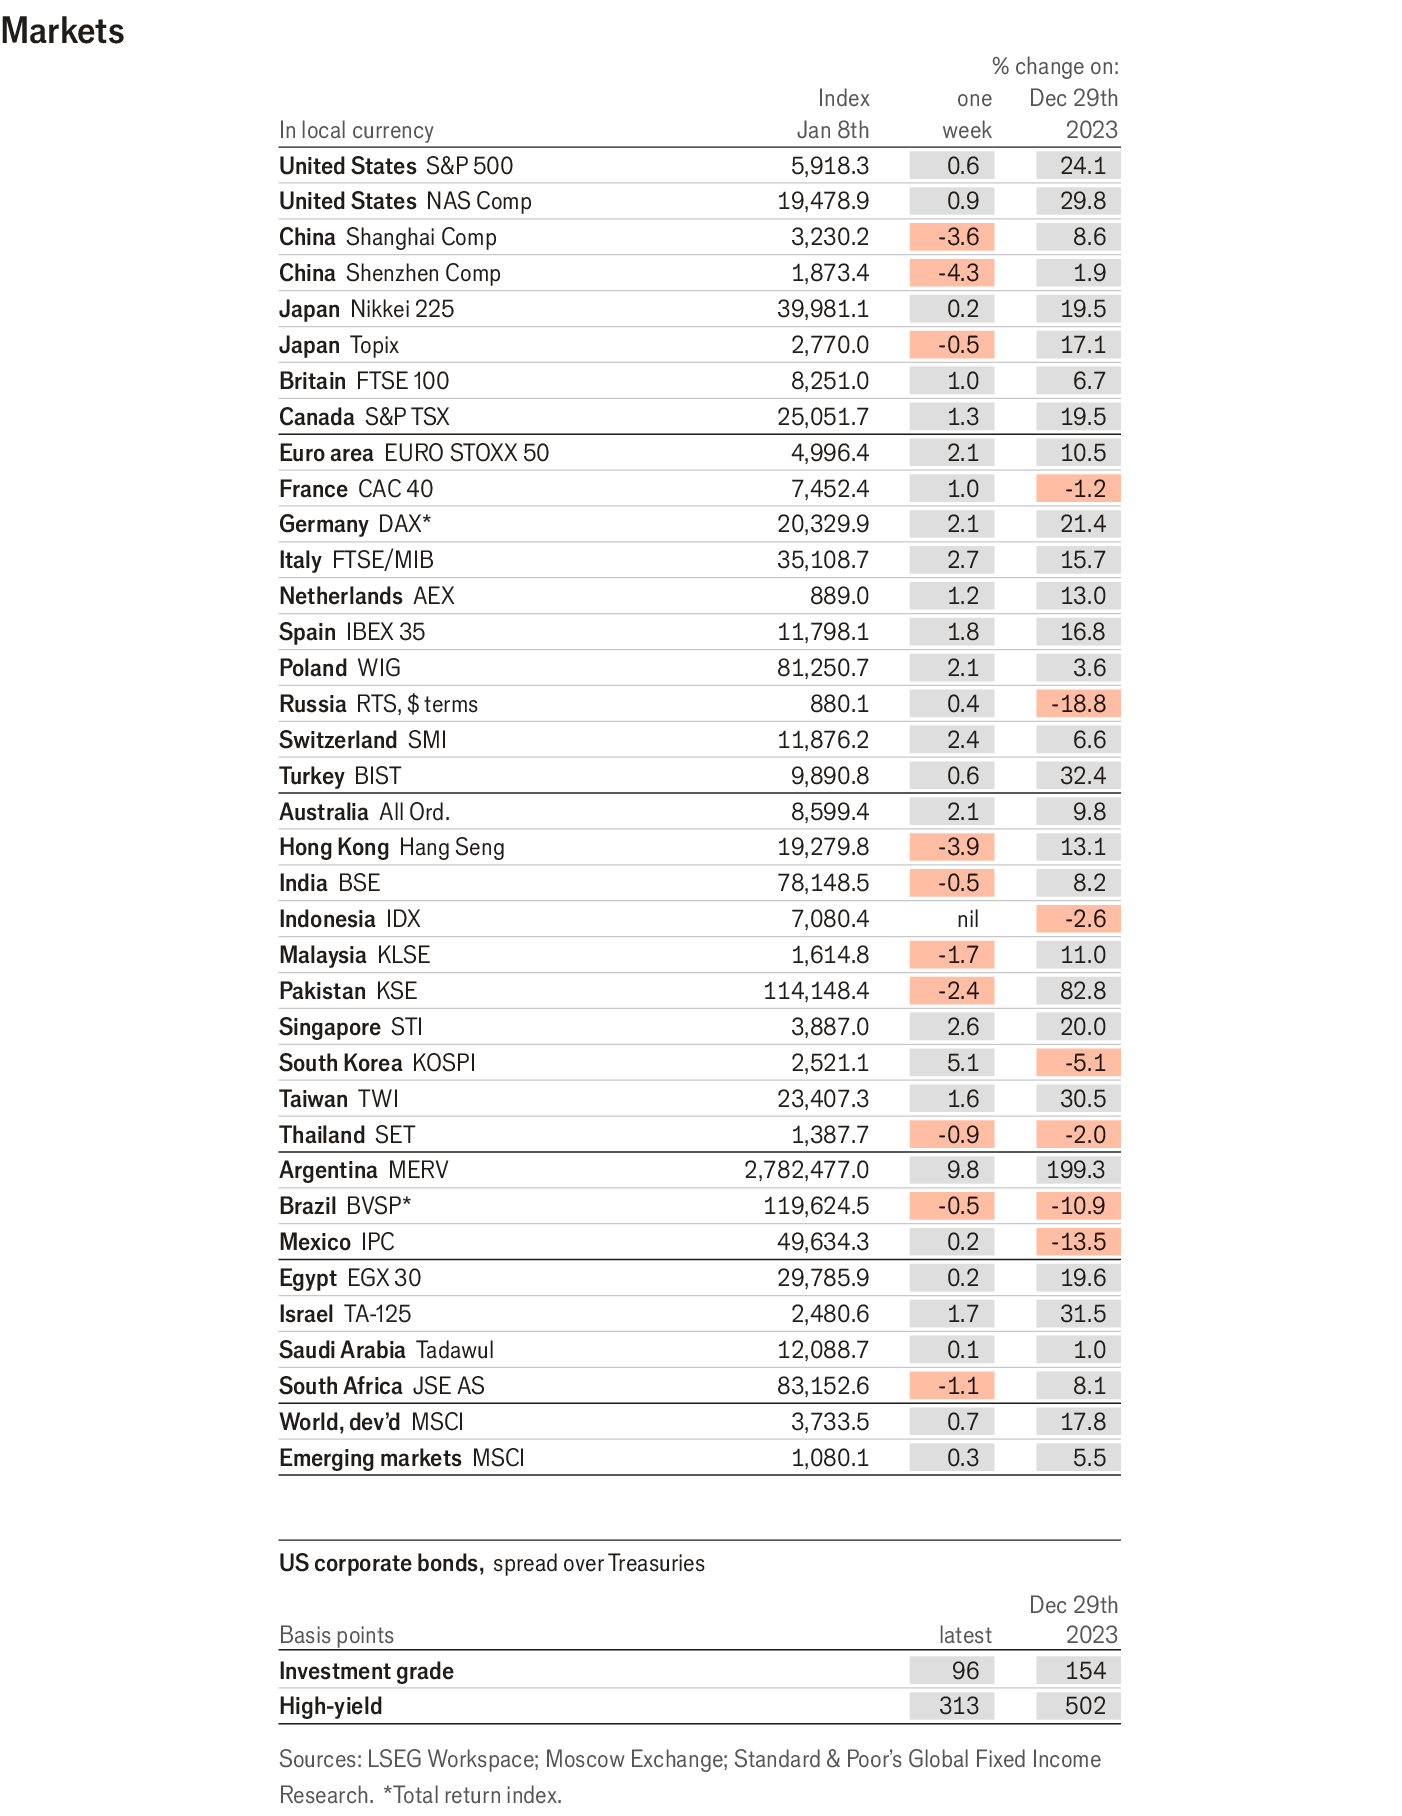 Markets
% change on:
Index one Dec 29th
In local currency Jan 8th week 2023
United States S&P 500 5,918.3 0.6 24.1
United States NAS Comp 19,478.9 0.9 29.8
China Shanghai Comp 3,230.2 -3.6 8.6
China Shenzhen Comp 1,873.4 -4.3 1.9
Japan Nikkei 225 39,981.1 0.2 19.5
Japan Topix 2,770.0 -0.5 17.1
Britain FTSE 100 8,251.0 1.0 6.7
Canada S&P TSX 25,051.7 1.3 19.5
Euro area EURO STOXX 50 4,996.4 2.1 10.5
France CAC 40 7,452.4 1.0 -1.2
Germany DAX* 20,329.9 2.1 21.4
Italy FTSE/MIB 35,108.7 2.7 15.7
Netherlands AEX 889.0 1.2 13.0
Spain IBEX 35 11,798.1 1.8 16.8
Poland WIG 81,250.7 2.1 3.6
Russia RTS, $ terms 880.1 0.4 -18.8
Switzerland SMI 11,876.2 2.4 6.6
Turkey BIST 9,890.8 0.6 32.4
Australia All Ord. 8,599.4 2.1 9.8
Hong Kong Hang Seng 19,279.8 -3.9 13.1
India BSE 78,148.5 -0.5 8.2
Indonesia IDX 7,080.4 nil -2.6
Malaysia KLSE 1,614.8 -1.7 11.0
Pakistan KSE 114,148.4 -2.4 82.8
Singapore STI 3,887.0 2.6 20.0
South Korea KOSPI 2,521.1 5.1 -5.1
Taiwan TWI 23,407.3 1.6 30.5
Thailand SET 1,387.7 -0.9 -2.0
Argentina MERV 2,782,477.0 9.8 199.3
Brazil BVSP* 119,624.5 -0.5 -10.9
Mexico IPC 49,634.3 0.2 -13.5
Egypt EGX 30 29,785.9 0.2 19.6
Israel TA-125 2,480.6 1.7 31.5
Saudi Arabia Tadawul 12,088.7 0.1 1.0
South Africa JSE AS 83,152.6 -1.1 8.1
World, dev’d MSCI 3,733.5 0.7 17.8
Emerging markets MSCI 1,080.1 0.3 5.5
US corporate bonds, spread over Treasuries
Dec 29th
Basis points latest 2023
Investment grade 96 154
High-yield 313 502
Sources: LSEG Workspace; Moscow Exchange; Standard & Poor’s Global Fixed Income
Research. *Total return index.